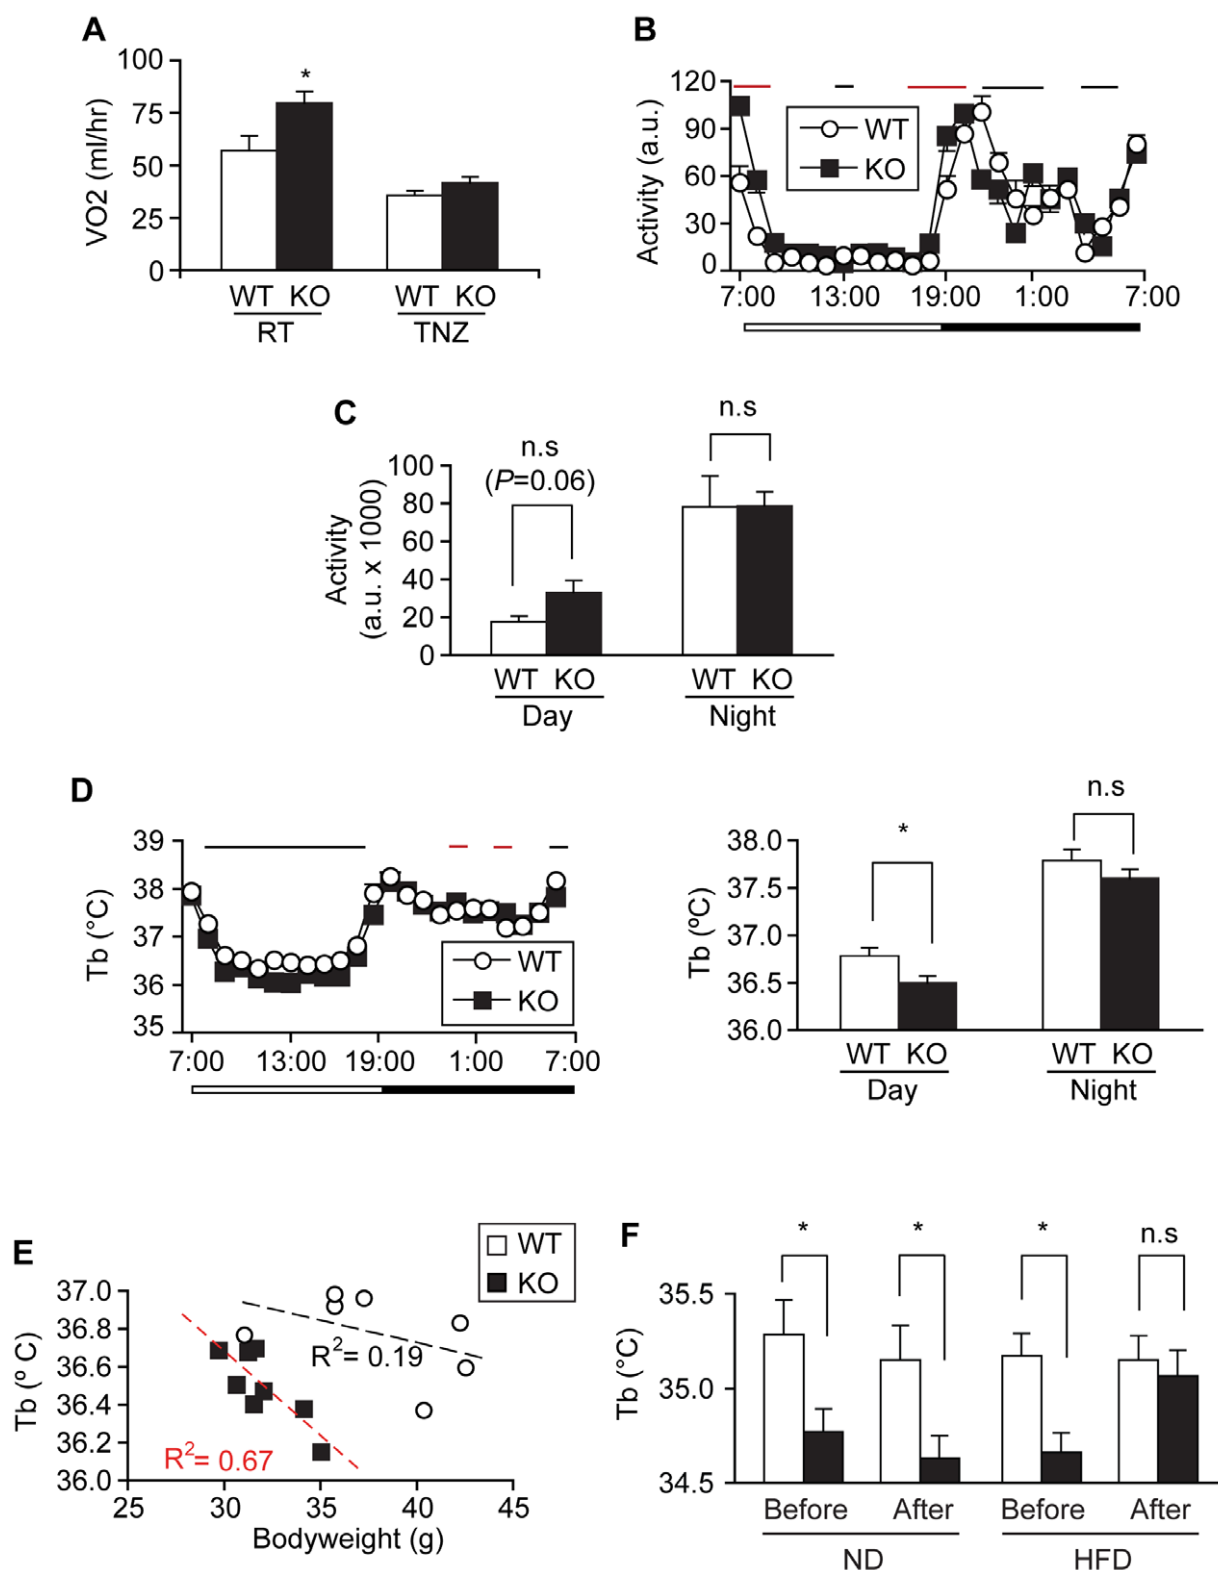 A
VO2 (ml/hr)
100
75
50
25
0
*
WT KO WT KO
RT TNZ
B
Activity (a.u.)
120
90
60
30
0
WT
KO
7:00 13:00 19:00 1:00 7:00
C
Activity
(a.u. x 1000)
100
80
60
40
20
0
n.s
(P=0.06)
n.s
WT KO WT KO
Day Night
D
Tb (°C)
39
38
37
36
35
WT
KO
7:00 13:00 19:00 1:00 7:00
Tb (ºC)
38.0
37.5
37.0
36.5
36.0
*
n.s
WT KO WT KO
Day Night
E
WT
KO
Tb (º C)
37.0
36.8
36.6
36.4
36.2
36.0
R²= 0.19
R²= 0.67
25 30 35 40 45
Bodyweight (g)
F
Tb (°C)
35.5
35.0
34.5
* * * n.s
Before After Before After
ND HFD